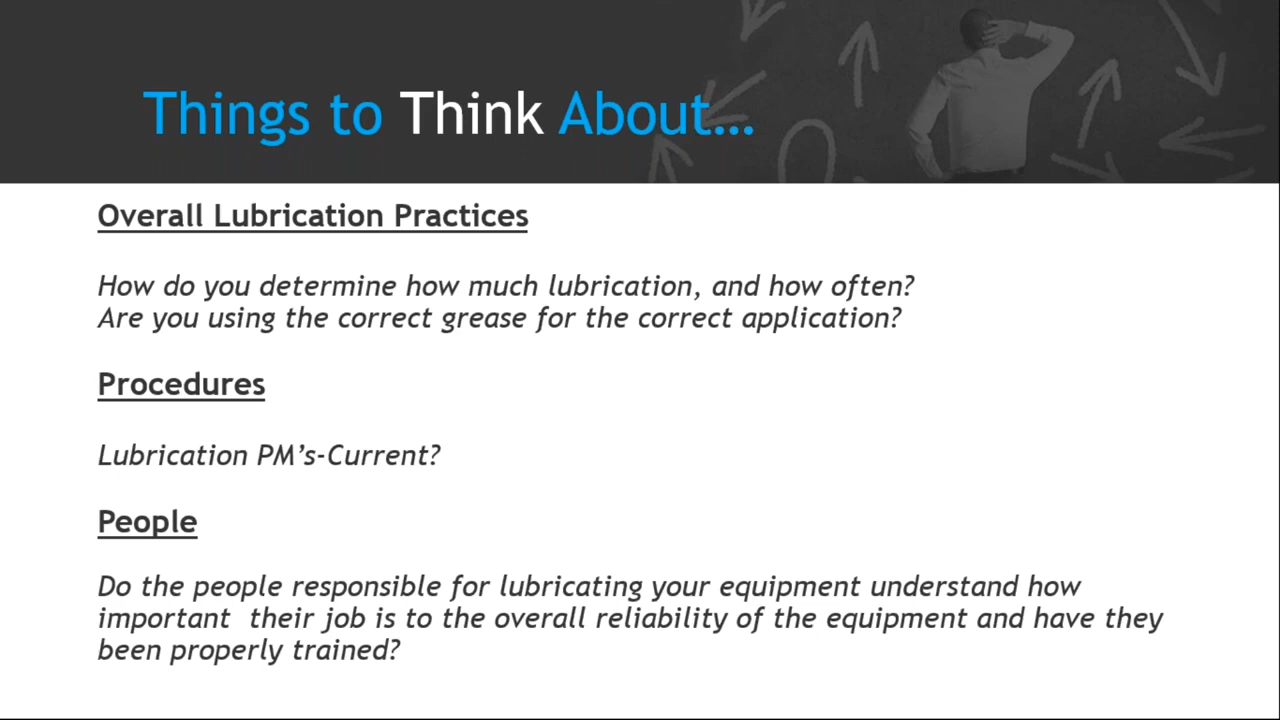 Things to Think About...
Overall Lubrication Practices
How do you determine how much lubrication, and how often?
Are you using the correct grease for the correct application?
Procedures
Lubrication PM’s-Current?
People
Do the people responsible for lubricating your equipment understand how
important  their job is to the overall reliability of the equipment and have they
been properly trained?